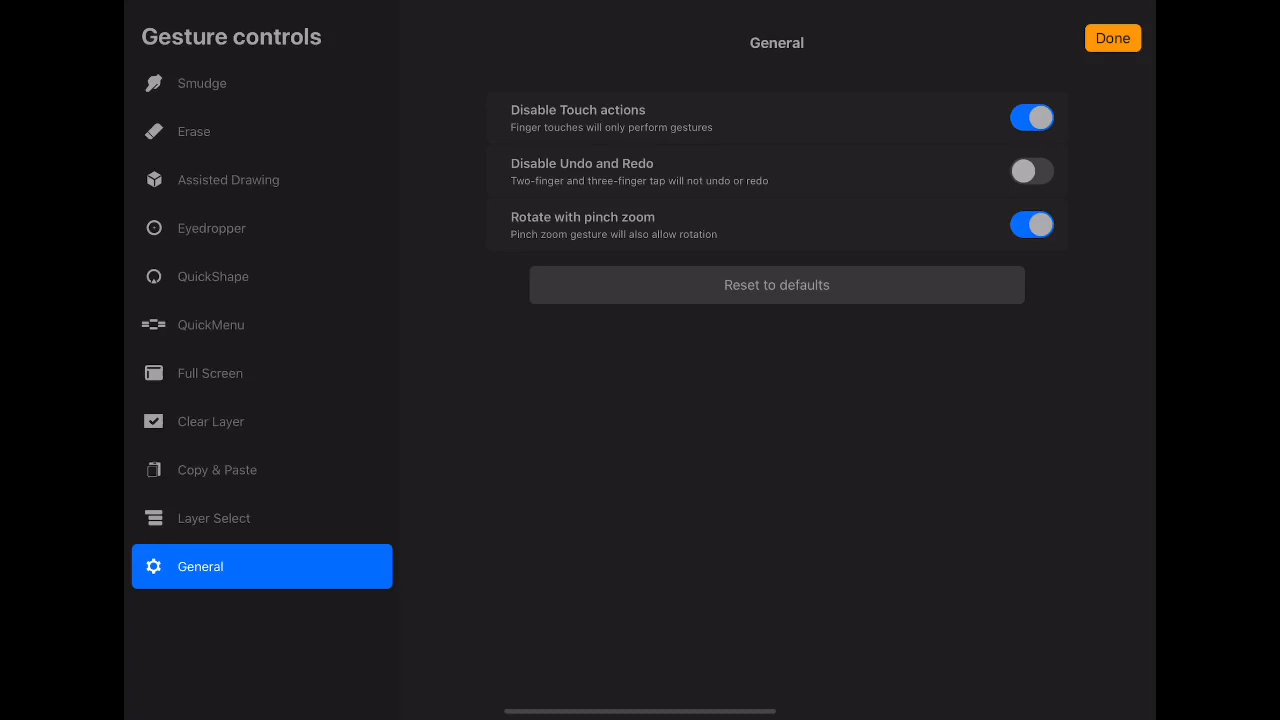 Gesture controls
Smudge
Erase
Assisted Drawing
Eyedropper
QuickShape
QuickMenu
Full Screen
Clear Layer
Copy & Paste
Layer Select
General
General
Done
Disable Touch actions
Finger touches will only perform gestures
Disable Undo and Redo
Two-finger and three-finger tap will not undo or redo
Rotate with pinch zoom
Pinch zoom gesture will also allow rotation
Reset to defaults